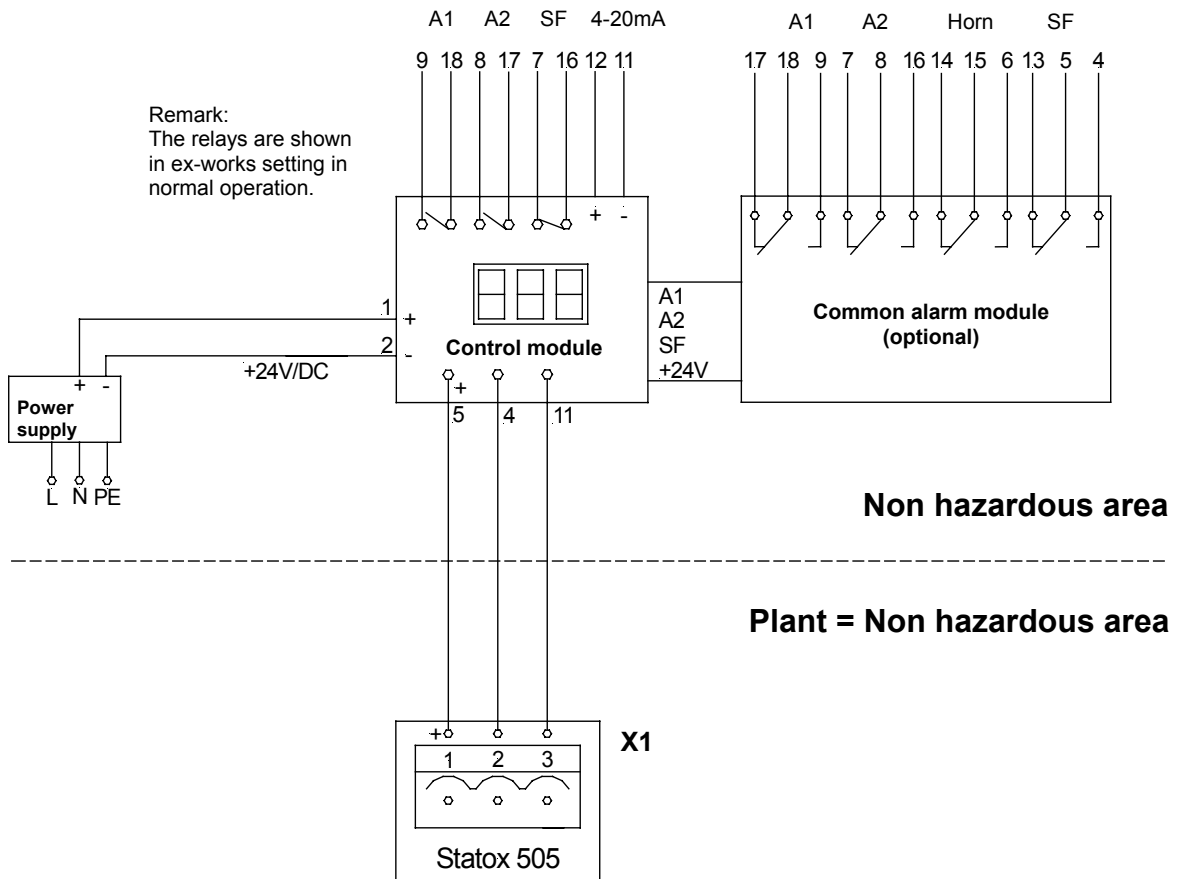 A1 A2 SF 4-20mA
A1 A2 Horn SF
9 18 8 17 7 16 12 11
17 18 9 7 8 16 14 15 6 13 5 4
Remark:
The relays are shown
in ex-works setting in
normal operation.
+ -
1 +
2 -
+24V/DC
Control module
A1
A2
SF
+24V
Common alarm module
(optional)
+ -
Power
supply
L N PE
+
5 4 11
Non hazardous area
Plant = Non hazardous area
X1
+
1 2 3
Statox 505